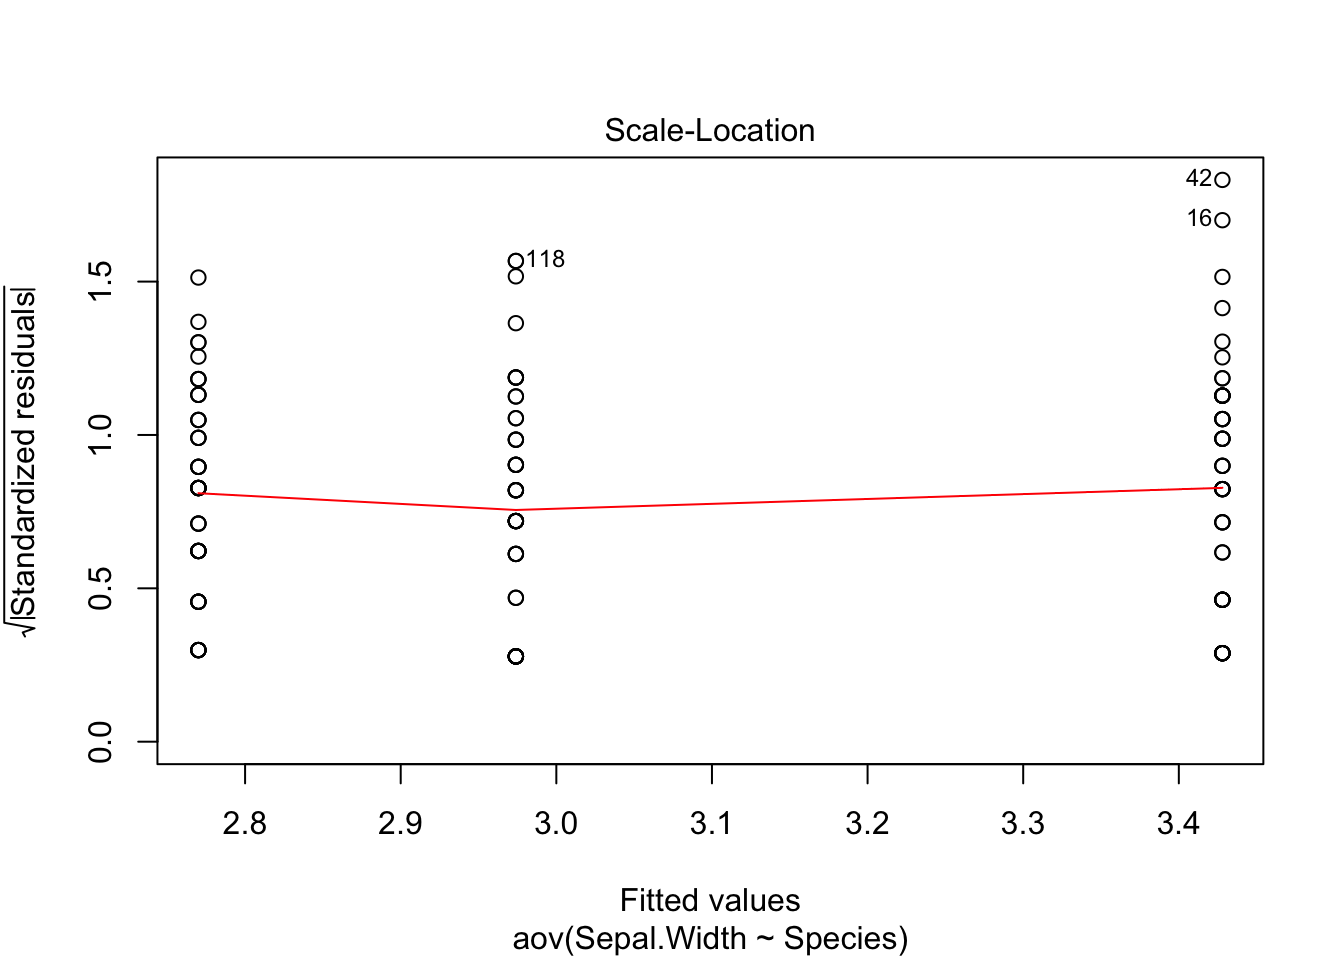 Scale-Location
√|Standardized residuals|
1.5
1.0
0.5
0.0
42
16
118
2.8 2.9 3.0 3.1 3.2 3.3 3.4
Fitted values
aov(Sepal.Width ~ Species)